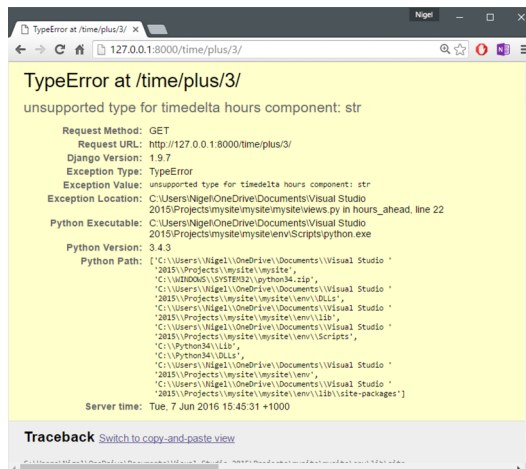 Nigel
TypeError at /time/plus/3/
127.0.0.1:8000/time/plus/3/
TypeError at /time/plus/3/
unsupported type for timedelta hours component: str
Request Method: GET
Request URL: http://127.0.0.1:8000/time/plus/3/
Django Version: 1.9.7
Exception Type: TypeError
Exception Value: unsupported type for timedelta hours component: str
Exception Location: C:\Users\Nigel\OneDrive\Documents\Visual Studio
2015\Projects\mysite\mysite\mysite\views.py in hours_ahead, line 22
Python Executable: C:\Users\Nigel\OneDrive\Documents\Visual Studio
2015\Projects\mysite\mysite\env\Scripts\python.exe
Python Version: 3.4.3
Python Path: ['C:\\Users\\Nigel\\OneDrive\\Documents\\Visual Studio '
'2015\\Projects\\mysite\\mysite',
'C:\\WINDOWS\\SYSTEM32\\python34.zip',
'C:\\Users\\Nigel\\OneDrive\\Documents\\Visual Studio '
'2015\\Projects\\mysite\\mysite\\env\\DLLs',
'C:\\Users\\Nigel\\OneDrive\\Documents\\Visual Studio '
'2015\\Projects\\mysite\\mysite\\env\\lib',
'C:\\Users\\Nigel\\OneDrive\\Documents\\Visual Studio '
'2015\\Projects\\mysite\\mysite\\env\\Scripts',
'C:\\Python34\\Lib',
'C:\\Python34\\DLLs',
'C:\\Users\\Nigel\\OneDrive\\Documents\\Visual Studio '
'2015\\Projects\\mysite\\mysite\\env',
'C:\\Users\\Nigel\\OneDrive\\Documents\\Visual Studio '
'2015\\Projects\\mysite\\mysite\\env\\lib\\site-packages']
Server time: Tue, 7 Jun 2016 15:45:31 +1000
Traceback Switch to copy-and-paste view